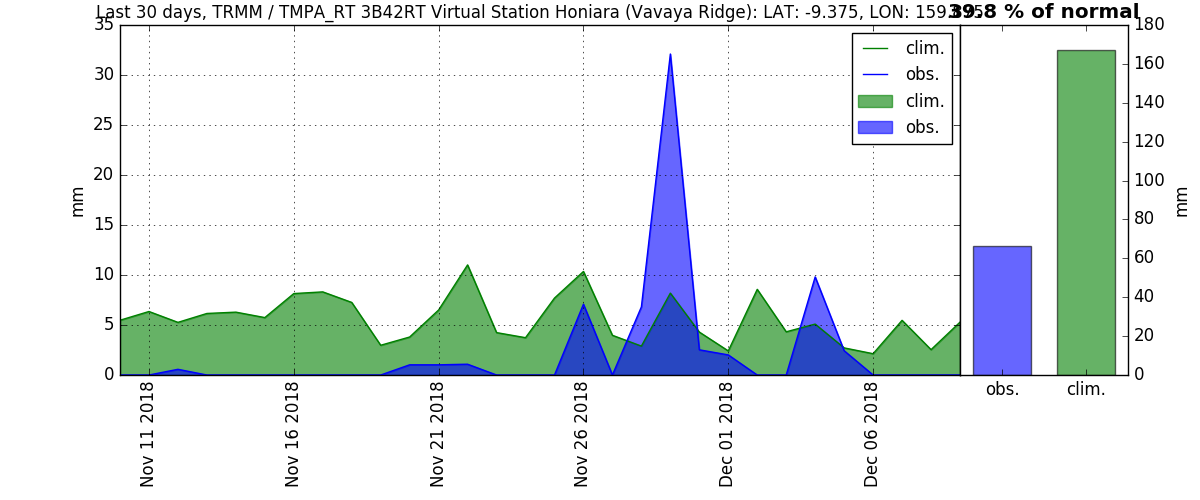 Last 30 days, TRMM / TMPA_RT 3B42RT Virtual Station Honiara (Vavaya Ridge): LAT: -9.375, LON:
39.8 % of normal
35
30
25
20
15
10
5
0
mm
clim.
obs.
clim.
obs.
Nov 11 2018
Nov 16 2018
Nov 21 2018
Nov 26 2018
Dec 01 2018
Dec 06 2018
180
160
140
120
100
80
60
40
20
0
mm
obs.
clim.